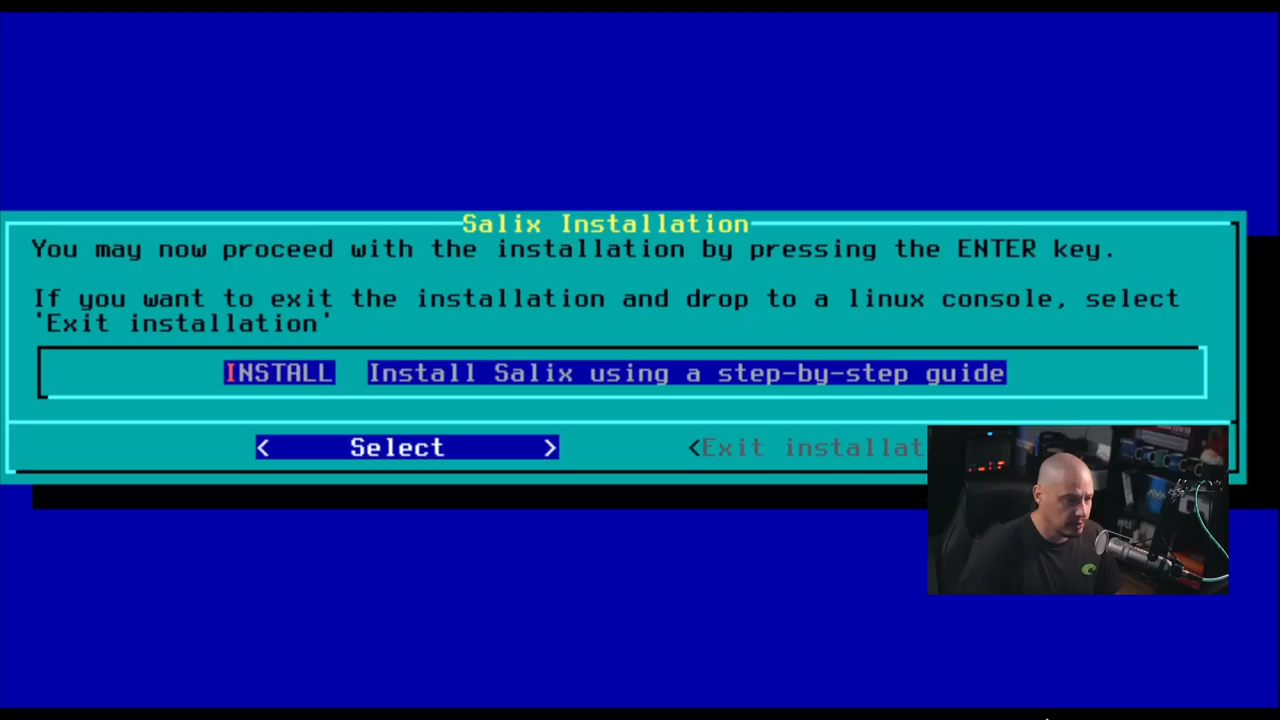 Salix Installation
You may now proceed with the installation by pressing the ENTER key.
If you want to exit the installation and drop to a linux console, select
'Exit installation'
INSTALL Install Salix using a step-by-step guide
< Select > <Exit installat